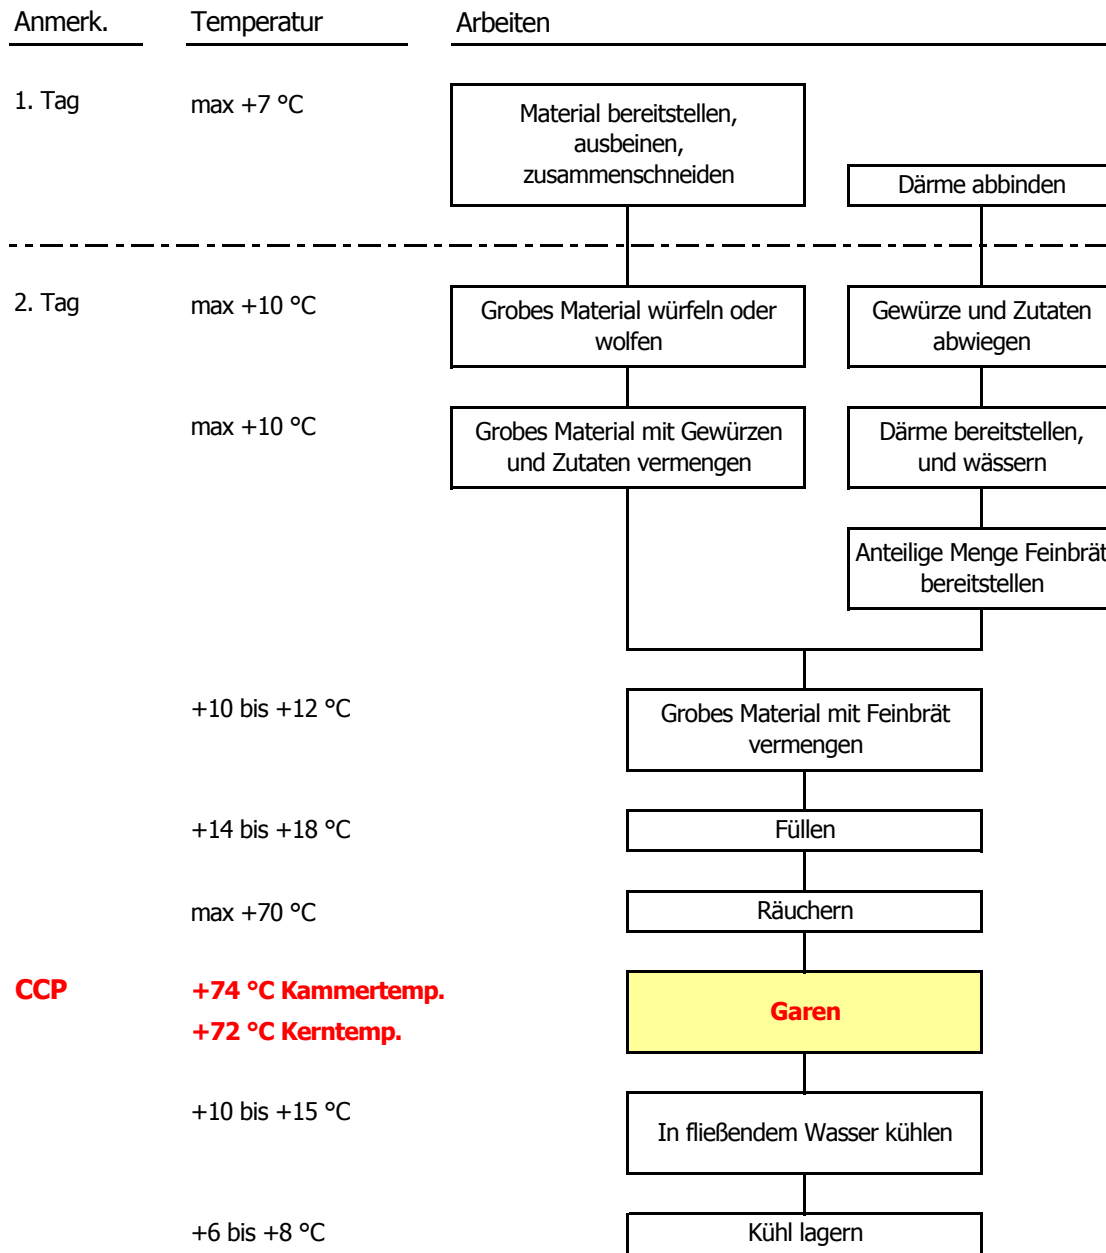 Anmerk. Temperatur Arbeiten
1. Tag max +7 °C
Material bereitstellen,
ausbeinen,
zusammenschneiden
Därme abbinden
2. Tag max +10 °C
Grobes Material würfeln oder
wolfen
Gewürze und Zutaten
abwiegen
max +10 °C
Grobes Material mit Gewürzen
und Zutaten vermengen
Därme bereitstellen,
und wässern
Anteilige Menge Feinbrät
bereitstellen
+10 bis +12 °C
Grobes Material mit Feinbrät
vermengen
+14 bis +18 °C
Füllen
max +70 °C
Räuchern
CCP +74 °C Kammertemp.
+72 °C Kerntemp.
Garen
+10 bis +15 °C
In fließendem Wasser kühlen
+6 bis +8 °C
Kühl lagern